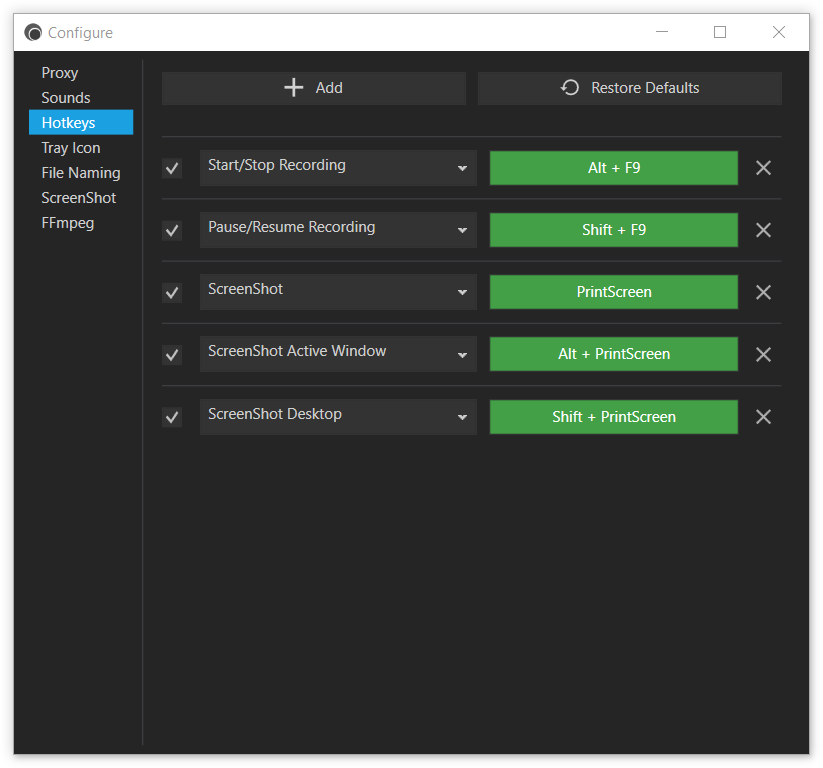 Configure
Proxy
Sounds
Hotkeys
Tray Icon
File Naming
ScreenShot
FFmpeg
Add
Restore Defaults
Start/Stop Recording
Alt + F9
Pause/Resume Recording
Shift + F9
ScreenShot
PrintScreen
ScreenShot Active Window
Alt + PrintScreen
ScreenShot Desktop
Shift + PrintScreen